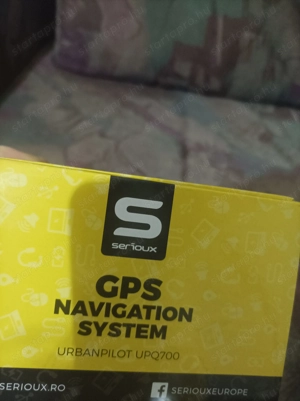 S
serioux
GPS
NAVIGATION
SYSTEM
URBANPILOT UPQ700
SERIOUX.RO
f SERIOUXEUROPE